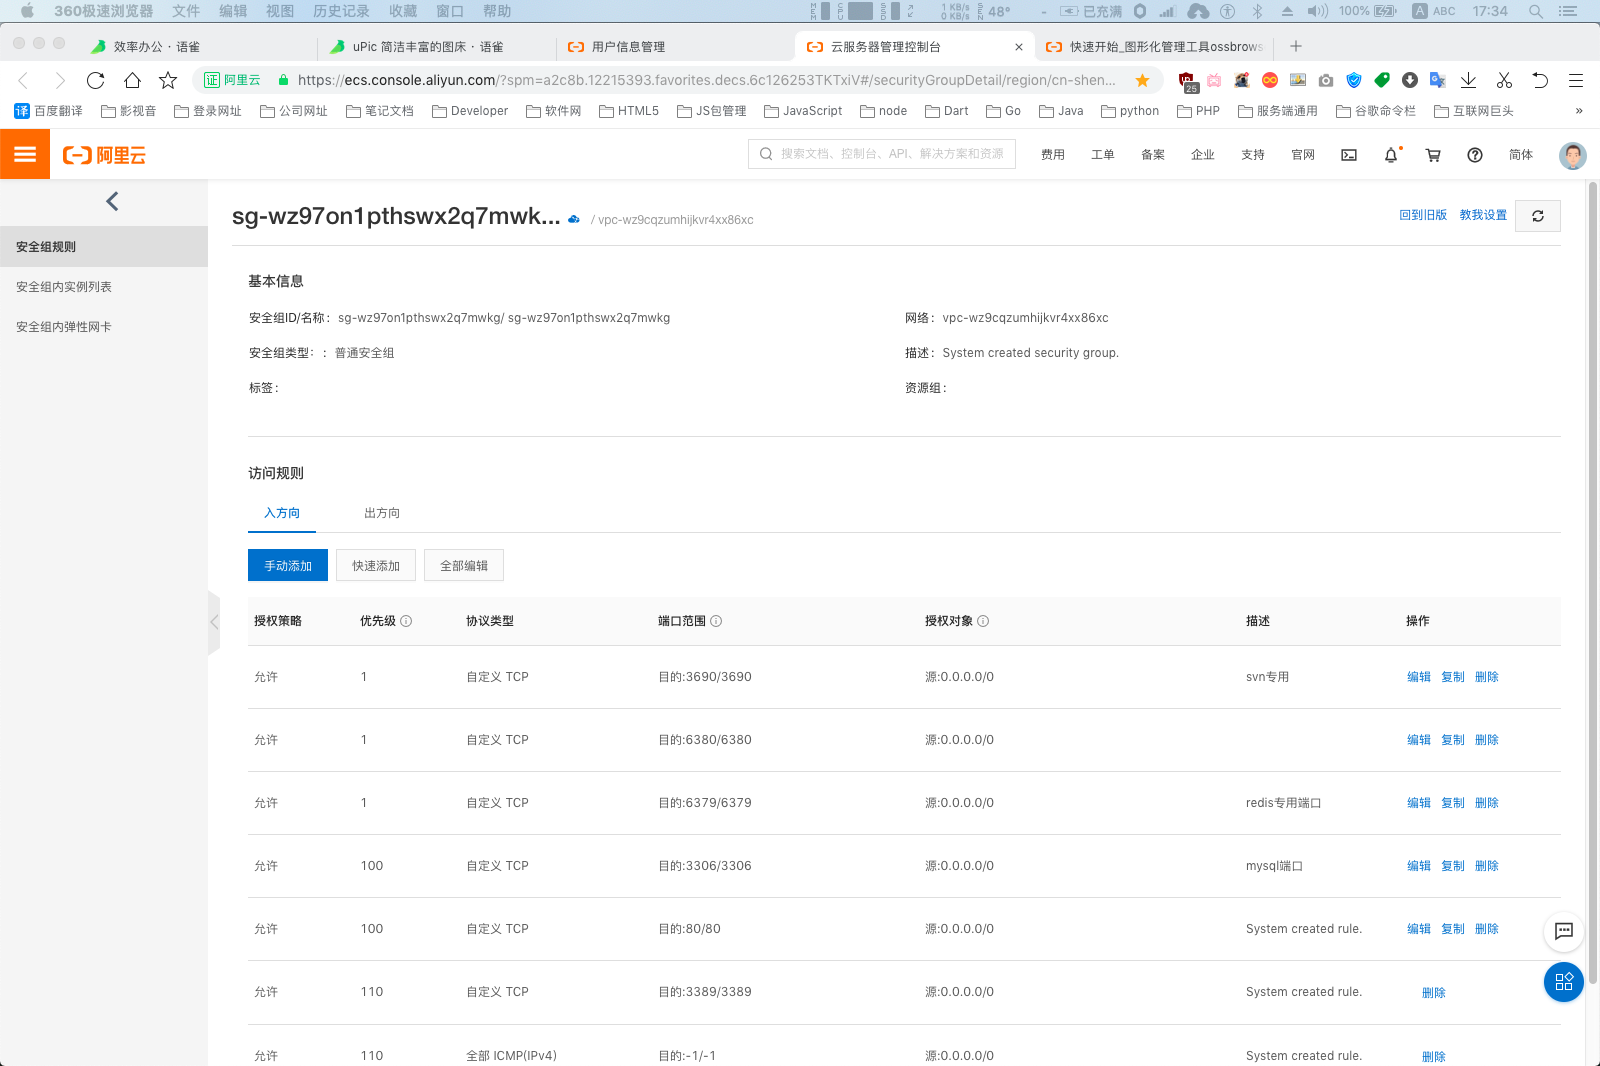 360极速浏览器 文件 编辑 视图 历史记录 收藏 窗口 帮助 1 KB/s 0 KB/s 48° 已充满 100% A ABC 17:34
效率办公 · 语雀 uPic 简洁丰富的图床 · 语雀 用户信息管理 云服务器管理控制台 快速开始_图形化管理工具ossbrows
证 阿里云 https://ecs.console.aliyun.com/?spm=a2c8b.12215393.favorites.decs.6c126253TKTxiV#/securityGroupDetail/region/cn-shen... 25
译 百度翻译 影视音 登录网址 公司网址 笔记文档 Developer 软件网 HTML5 JS包管理 JavaScript node Dart Go Java python PHP 服务端通用 谷歌命令栏 互联网巨头 »
阿里云 搜索文档、控制台、API、解决方案和资源 费用 工单 备案 企业 支持 官网 简体
安全组规则
安全组内实例列表
安全组内弹性网卡
sg-wz97on1pthswx2q7mwk... / vpc-wz9cqzumhijkvr4xx86xc 回到旧版 教我设置
基本信息
安全组ID/名称: sg-wz97on1pthswx2q7mwkg/ sg-wz97on1pthswx2q7mwkg 网络: vpc-wz9cqzumhijkvr4xx86xc
安全组类型: : 普通安全组 描述: System created security group.
标签: 资源组:
访问规则
入方向 出方向
手动添加 快速添加 全部编辑
授权策略 优先级 协议类型 端口范围 授权对象 描述 操作
允许 1 自定义 TCP 目的:3690/3690 源:0.0.0.0/0 svn专用 编辑 复制 删除
允许 1 自定义 TCP 目的:6380/6380 源:0.0.0.0/0 编辑 复制 删除
允许 1 自定义 TCP 目的:6379/6379 源:0.0.0.0/0 redis专用端口 编辑 复制 删除
允许 100 自定义 TCP 目的:3306/3306 源:0.0.0.0/0 mysql端口 编辑 复制 删除
允许 100 自定义 TCP 目的:80/80 源:0.0.0.0/0 System created rule. 编辑 复制 删除
允许 110 自定义 TCP 目的:3389/3389 源:0.0.0.0/0 System created rule. 删除
允许 110 全部 ICMP(IPv4) 目的:-1/-1 源:0.0.0.0/0 System created rule. 删除